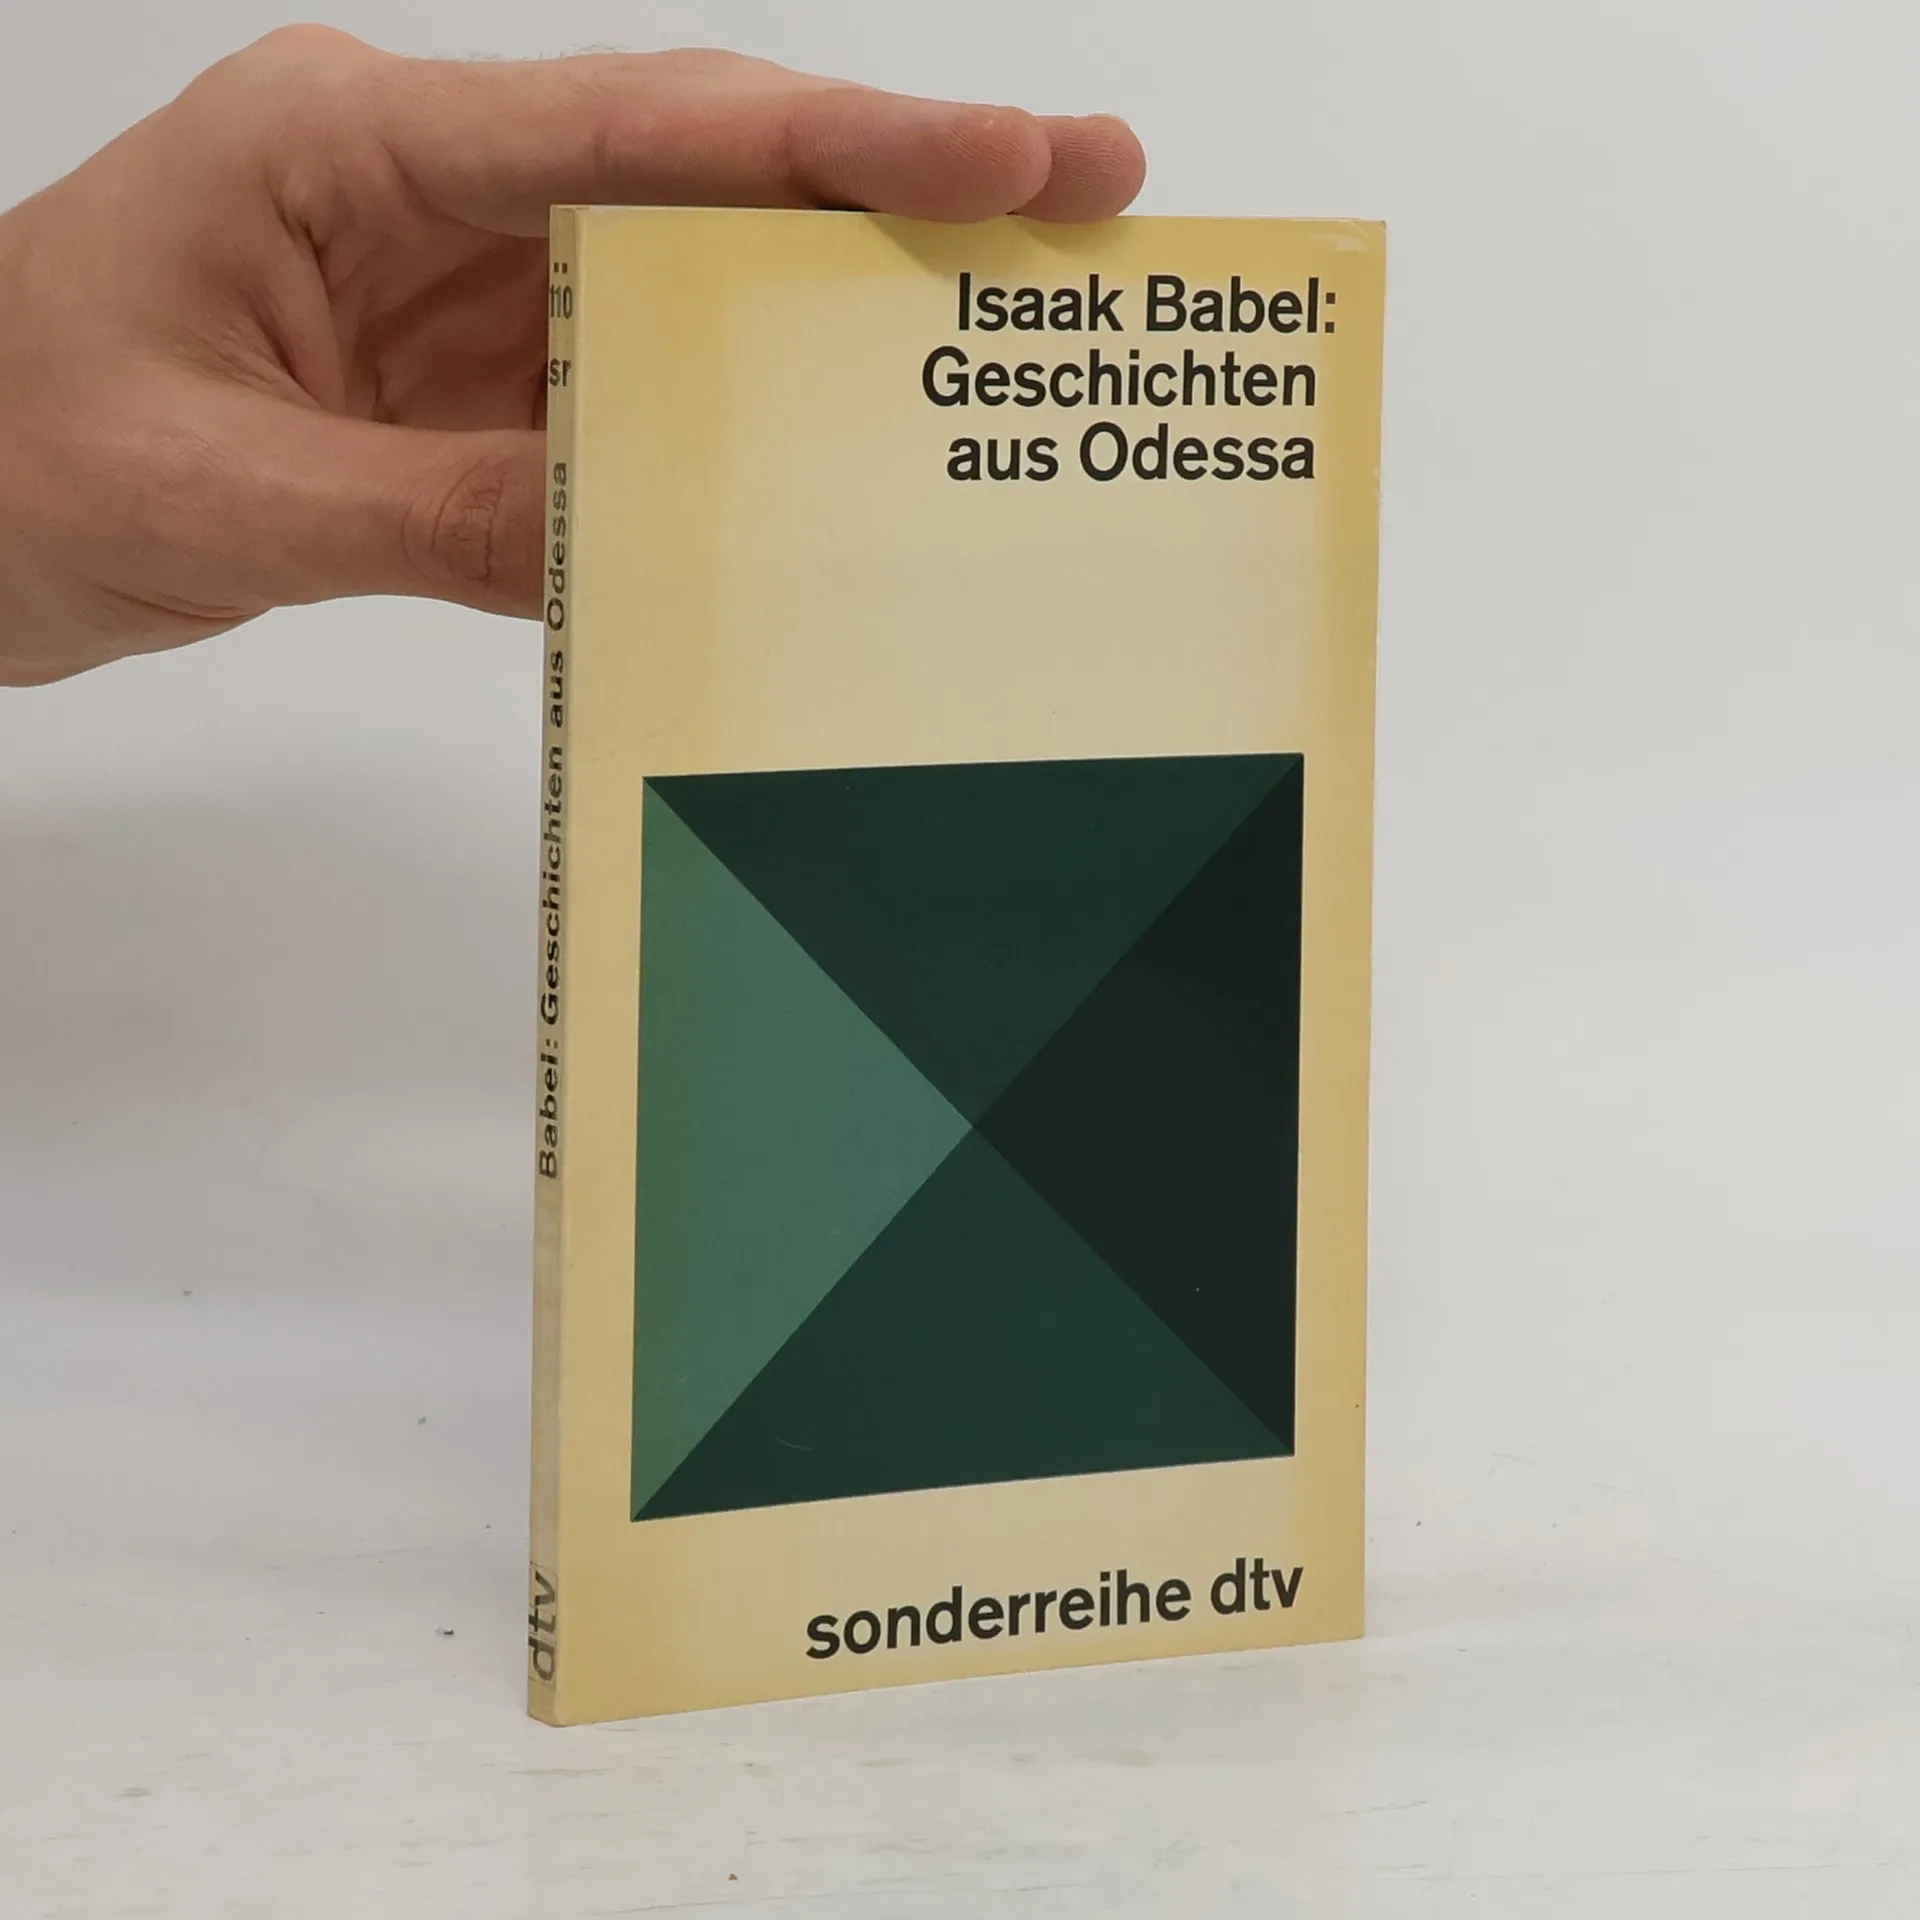 Isaak Babel:
Geschichten
aus Odessa
sonderreihe dtv
110
sr
Babel: Geschichten aus Odessa
dtv